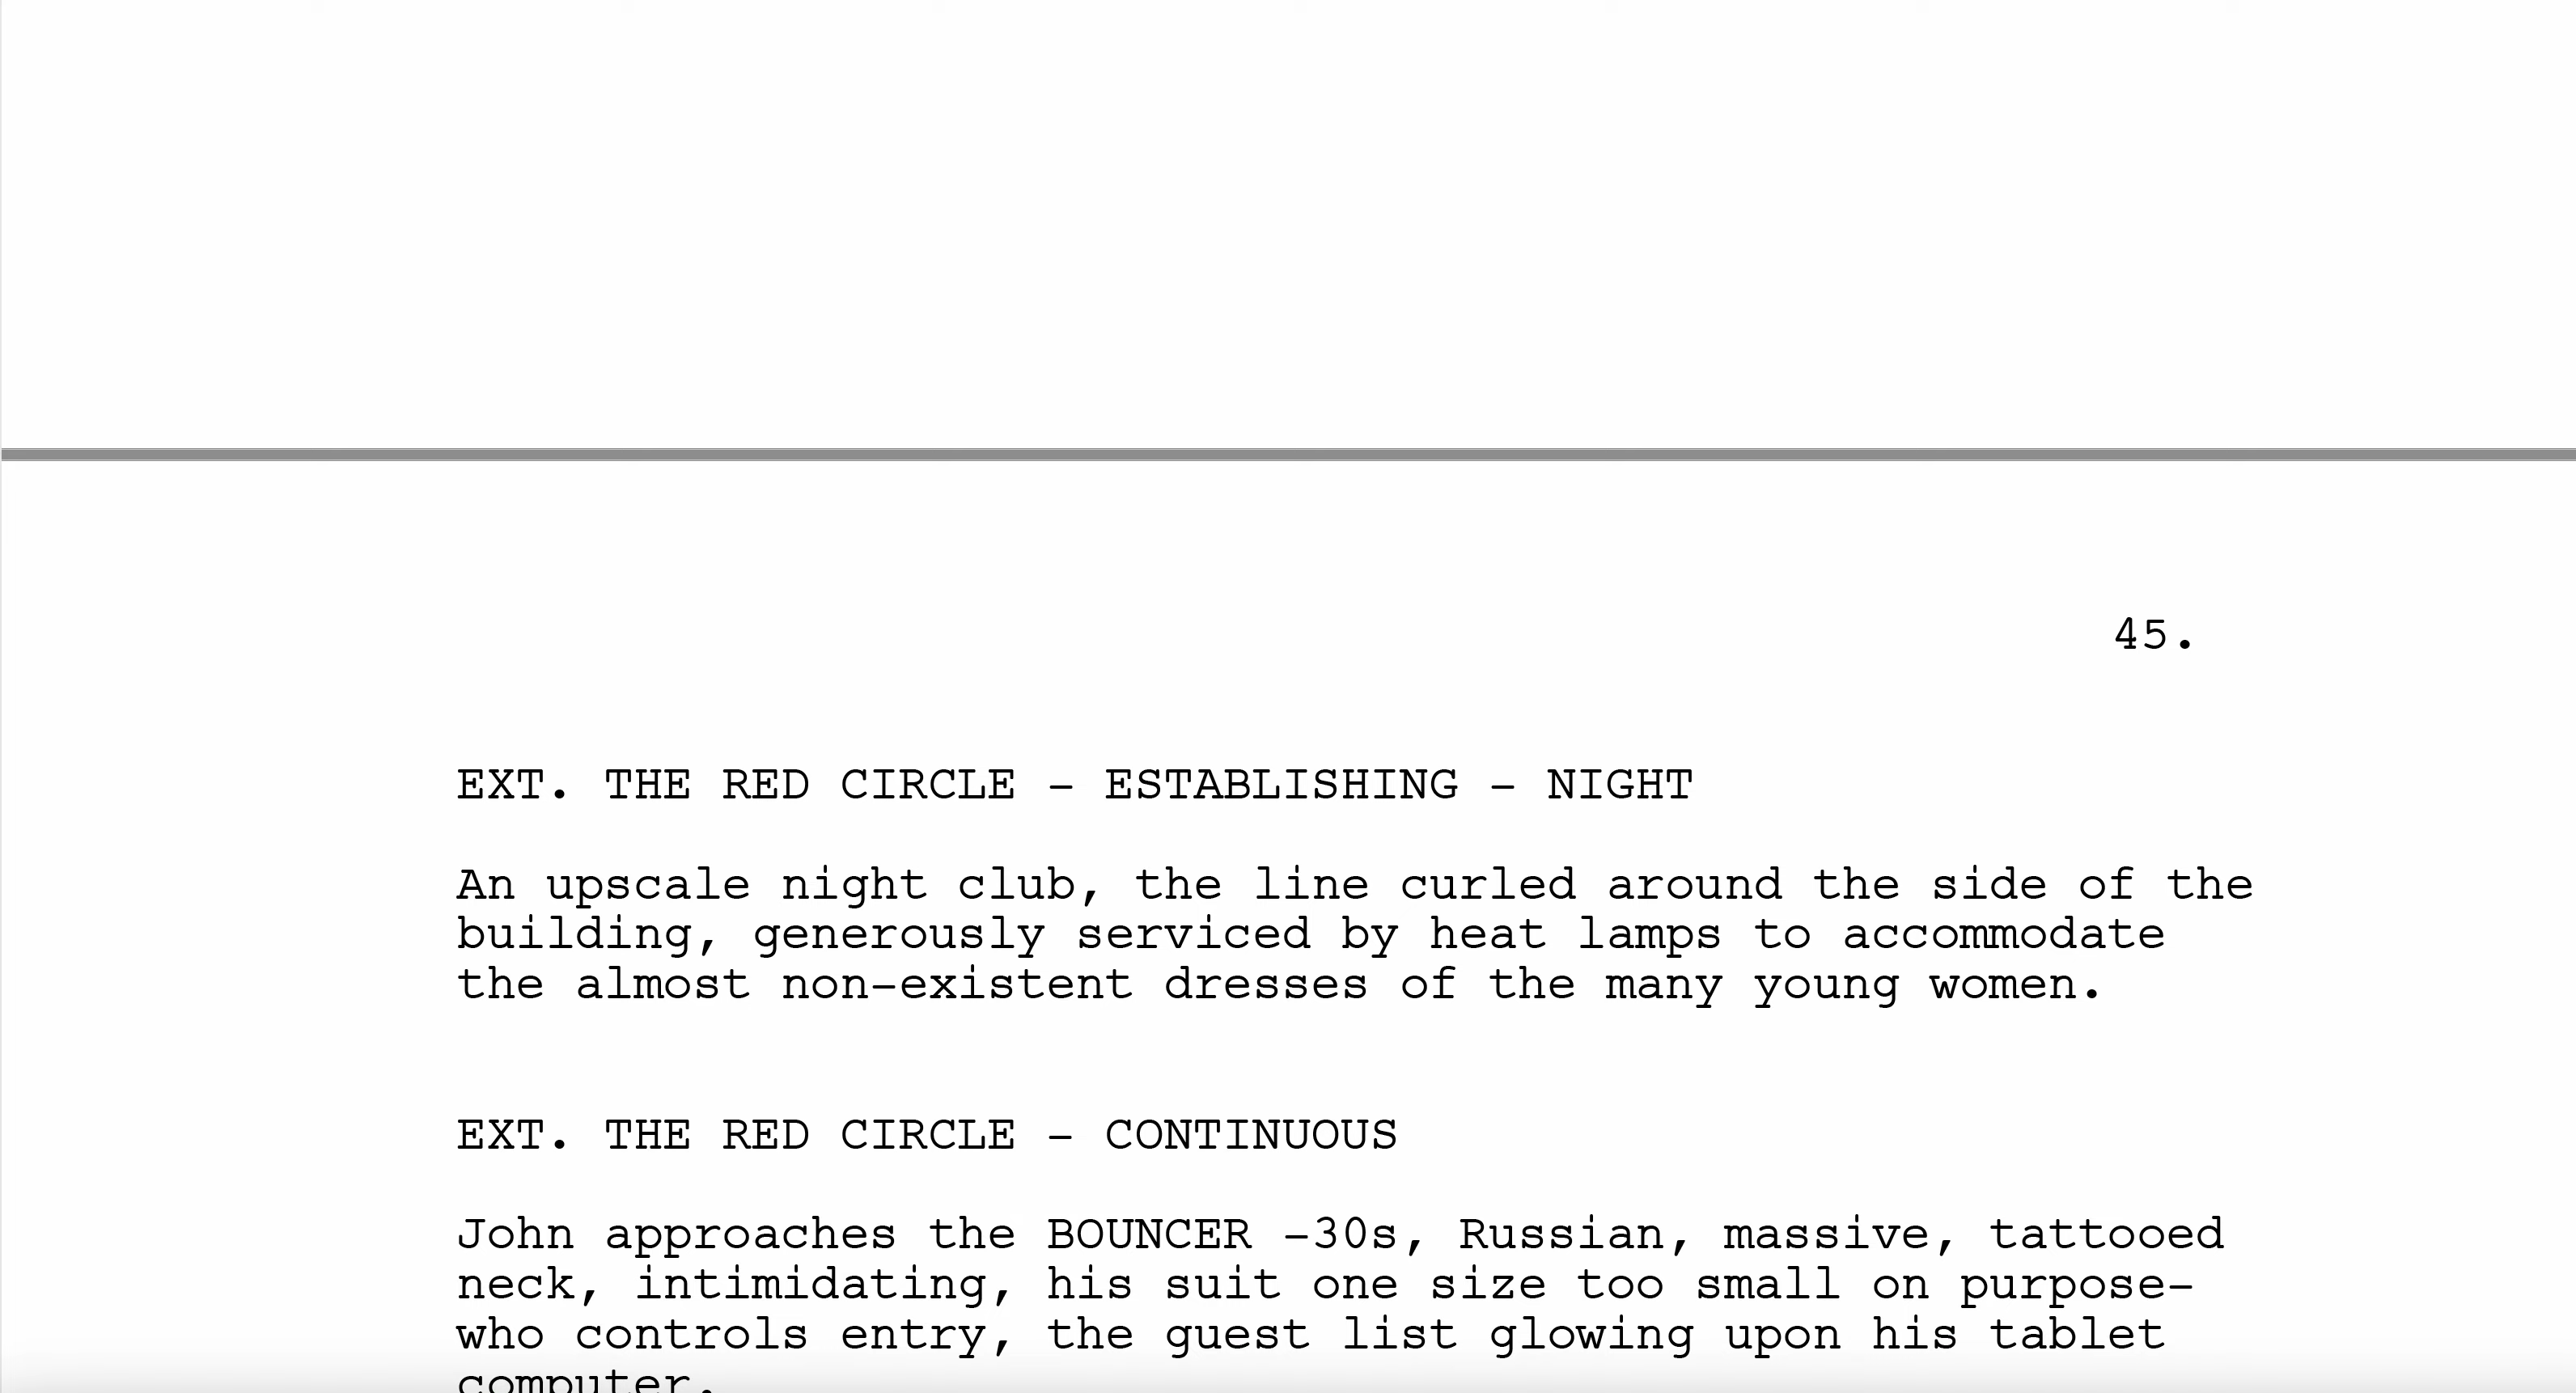 45.
EXT. THE RED CIRCLE - ESTABLISHING - NIGHT
An upscale night club, the line curled around the side of the
building, generously serviced by heat lamps to accommodate
the almost non-existent dresses of the many young women.
EXT. THE RED CIRCLE - CONTINUOUS
John approaches the BOUNCER -30s, Russian, massive, tattooed
neck, intimidating, his suit one size too small on purpose-
who controls entry, the guest list glowing upon his tablet
computer.